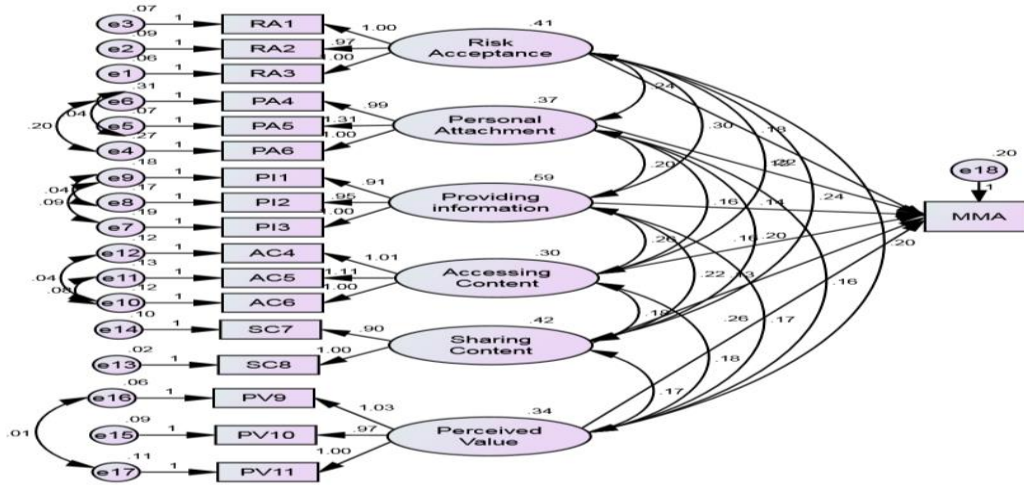 .07
e3
1
RA1
1.00
.41
Risk
Acceptance
.09
e2
1
RA2
.97
.06
e1
1
RA3
1.00
.31
e6
1
PA4
.99
.37
Personal
Attachment
.04
.07
e5
1
PA5
1.31
.20
.27
e4
1
PA6
1.00
.18
e9
1
PI1
.91
.59
Providing
information
.04
.17
e8
1
PI2
.95
.09
.19
e7
1
PI3
1.00
.12
e12
1
AC4
1.01
.30
Accessing
Content
.04
.13
e11
1
AC5
1.11
.08
.12
e10
1
AC6
1.00
.10
e14
1
SC7
.90
.42
Sharing
Content
.02
e13
1
SC8
1.00
.06
e16
1
PV9
1.03
.34
Perceived
Value
.01
.09
e15
1
PV10
.97
.11
e17
1
PV11
1.00
.24
.30
.18
.22
.20
.24
.16
.14
.20
.16
.20
.26
.22
.13
.16
.18
.26
.17
.18
.17
.20
e18
1
MMA